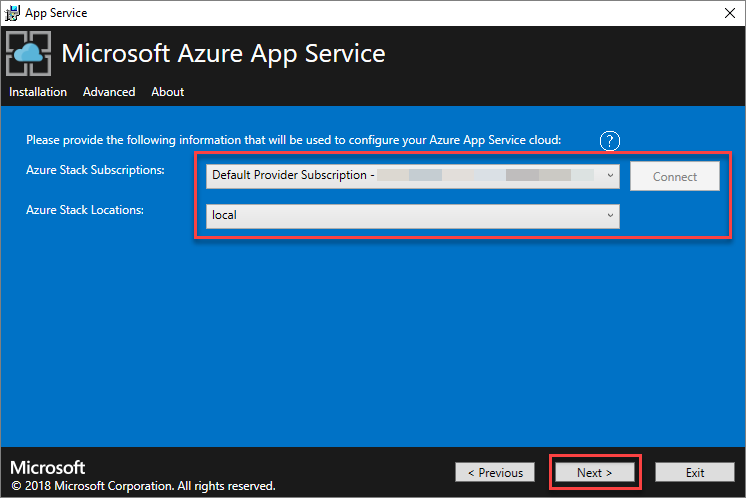 App Service
Microsoft Azure App Service
Installation Advanced About
Please provide the following information that will be used to configure your Azure App Service cloud: ?
Azure Stack Subscriptions: Default Provider Subscription - Connect
Azure Stack Locations: local
Microsoft
© 2018 Microsoft Corporation. All rights reserved.
< Previous Next > Exit